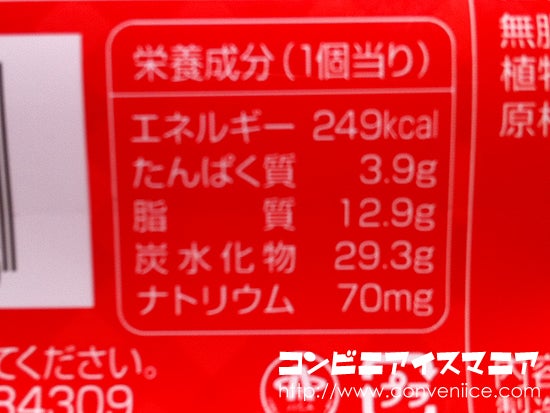 栄養成分(1個当り)
エネルギー 249kcal
たんぱく質 3.9g
脂質 12.9g
炭水化物 29.3g
ナトリウム 70mg
無脂
植物
原材
てください。
34309
プラ
コンビニアイスマニア
www.conveniice.com/